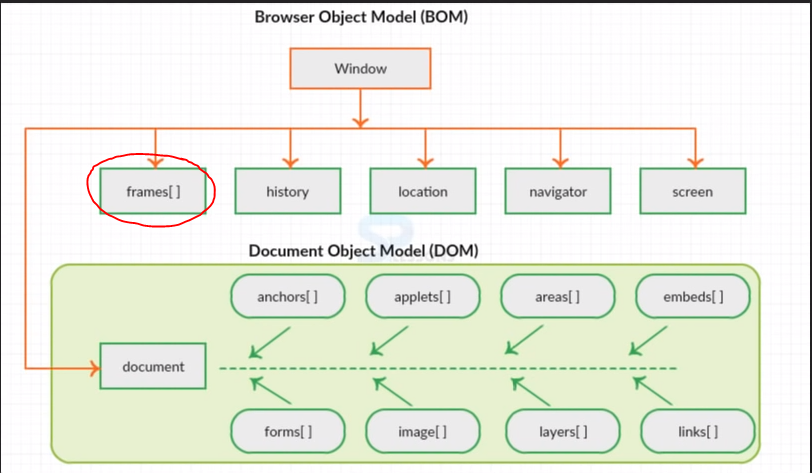 Browser Object Model (BOM)
Window
frames[ ]
history
location
navigator
screen
Document Object Model (DOM)
anchors[ ]
applets[ ]
areas[ ]
embeds[ ]
document
forms[ ]
image[ ]
layers[ ]
links[ ]